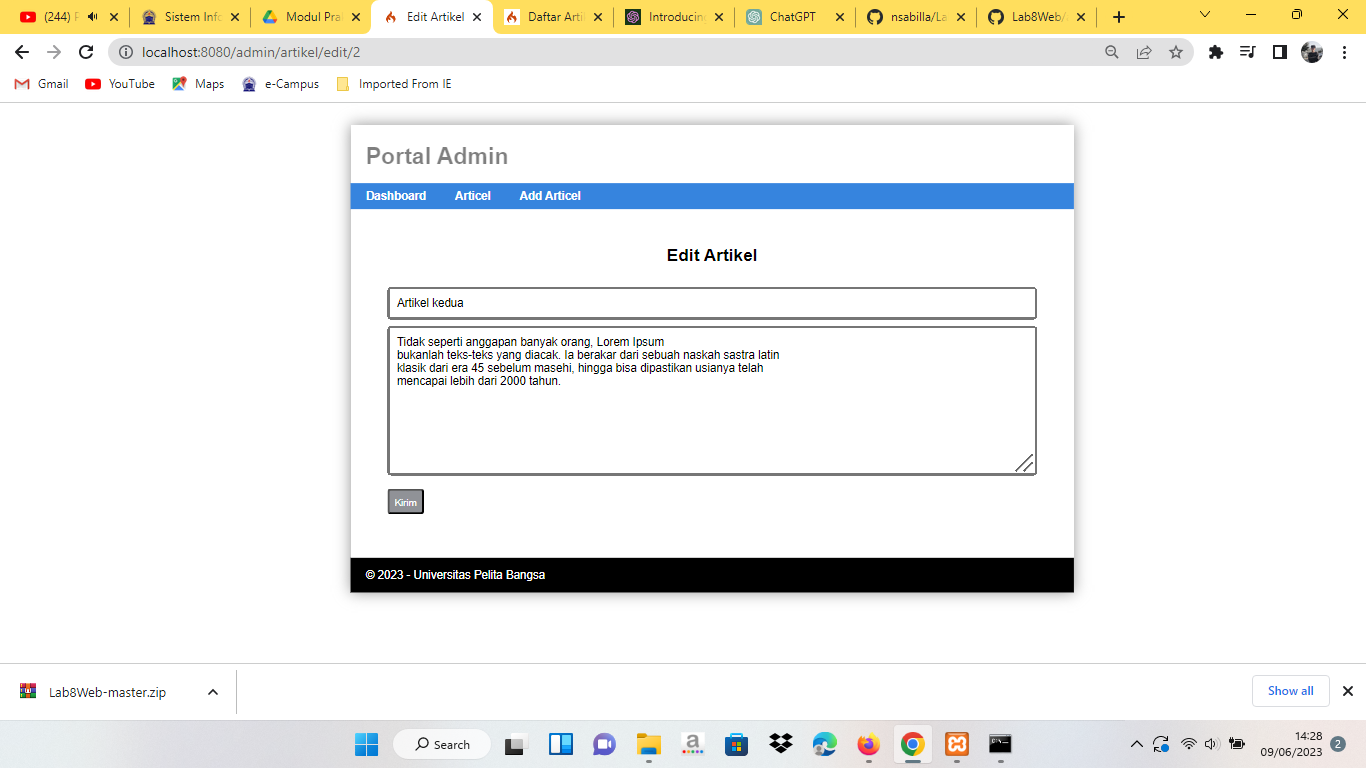 (244) P
Sistem Info
Modul Pra
Edit Artikel
Daftar Arti
Introducin
ChatGPT
nsabilla/La
Lab8Web/
localhost:8080/admin/artikel/edit/2
Gmail
YouTube
Maps
e-Campus
Imported From IE
Portal Admin
Dashboard Articel Add Articel
Edit Artikel
Artikel kedua
Tidak seperti anggapan banyak orang, Lorem Ipsum
bukanlah teks-teks yang diacak. Ia berakar dari sebuah naskah sastra latin
klasik dari era 45 sebelum masehi, hingga bisa dipastikan usianya telah
mencapai lebih dari 2000 tahun.
Kirim
© 2023 - Universitas Pelita Bangsa
Lab8Web-master.zip
Show all
Search
14:28
09/06/2023
2